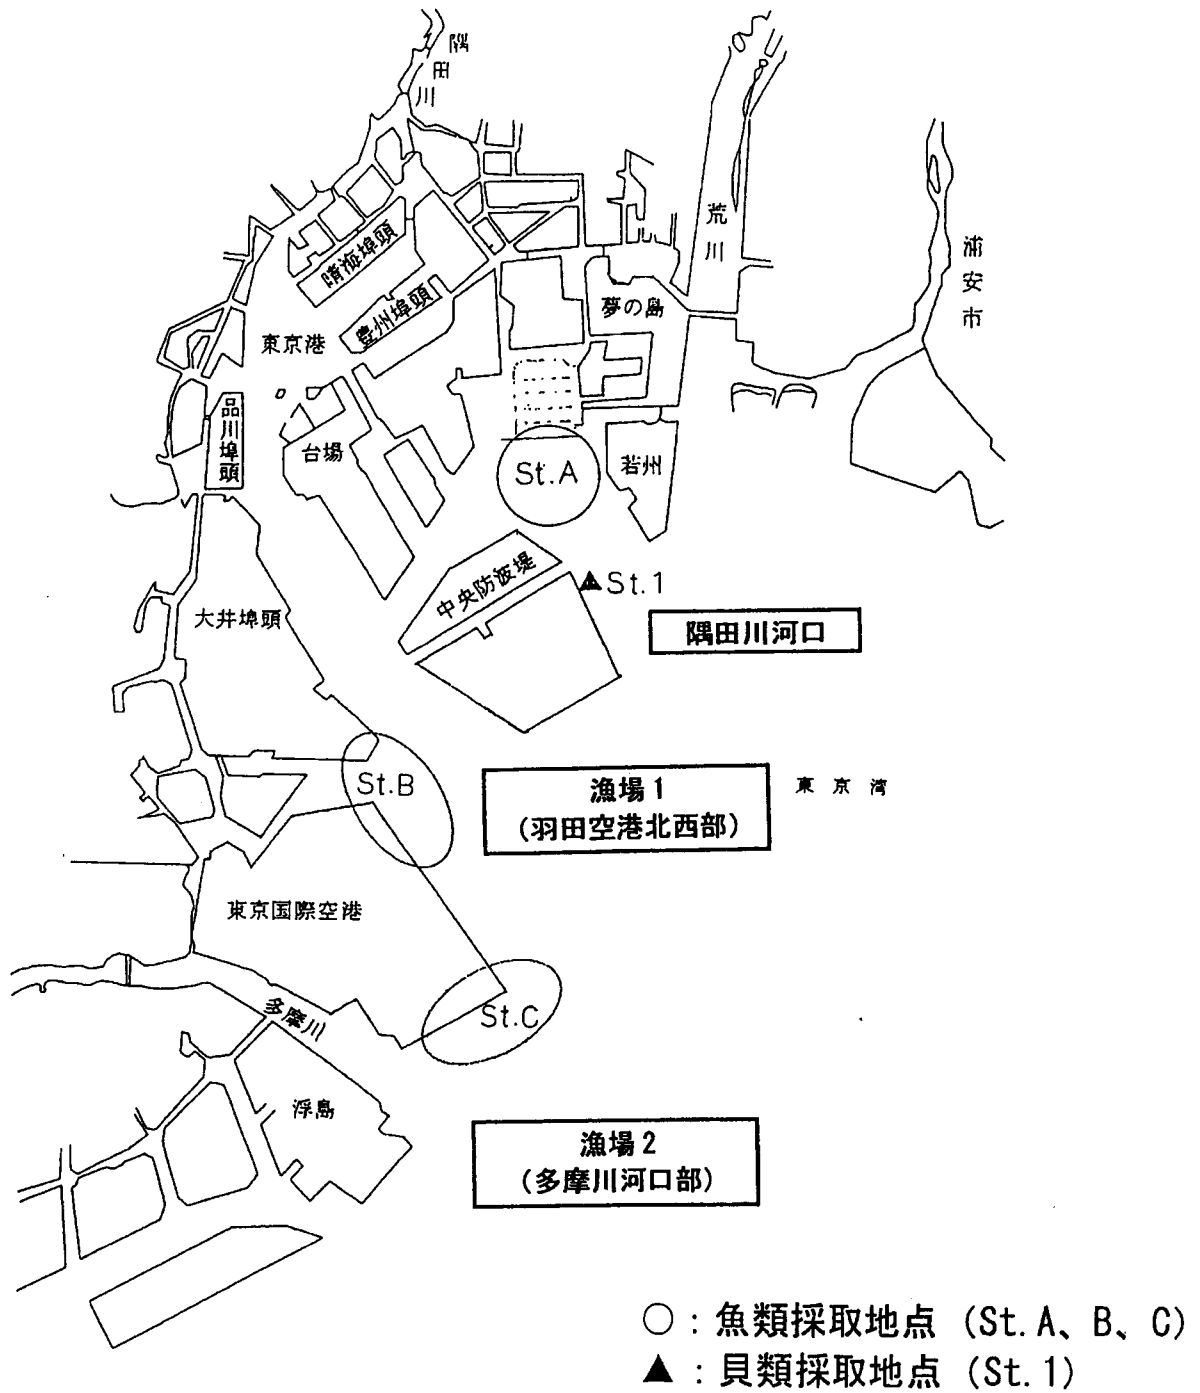 隅田川
荒川
浦安市
晴海埠頭
豊州埠頭
夢の島
東京港
品川埠頭
台場
St.A
若州
中央防波堤
St.1
大井埠頭
隅田川河口
St.B
漁場1
(羽田空港北西部)
東京湾
東京国際空港
多摩川
St.C
浮島
漁場2
(多摩川河口部)
○：魚類採取地点 (St.A、B、C)
▲：貝類採取地点 (St.1)